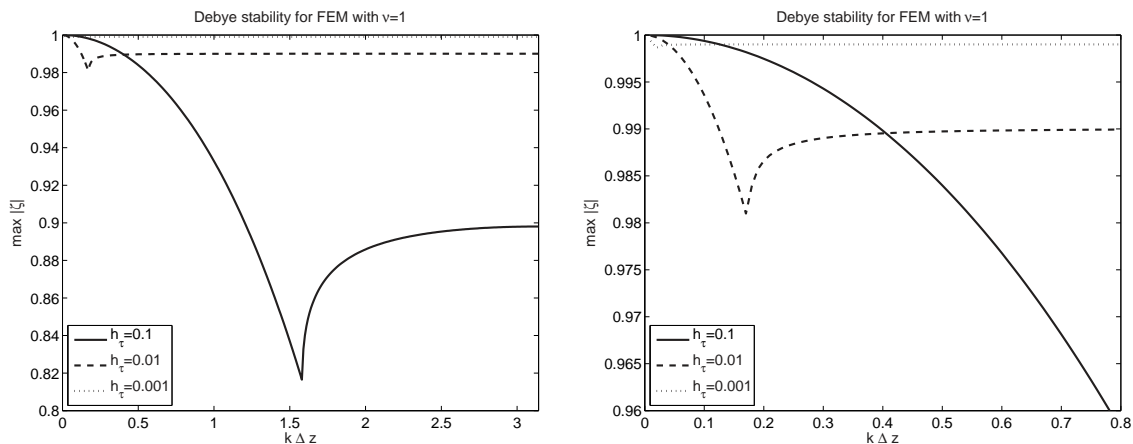 Debye stability for FEM with ν=1
1
0.98
0.96
0.94
0.92
0.9
0.88
0.86
0.84
0.82
0.8
max |ζ|
h_τ=0.1
h_τ=0.01
h_τ=0.001
0 0.5 1 1.5 2 2.5 3
k Δ z
Debye stability for FEM with ν=1
1
0.995
0.99
0.985
0.98
0.975
0.97
0.965
0.96
max |ζ|
h_τ=0.1
h_τ=0.01
h_τ=0.001
0 0.1 0.2 0.3 0.4 0.5 0.6 0.7 0.8
k Δ z